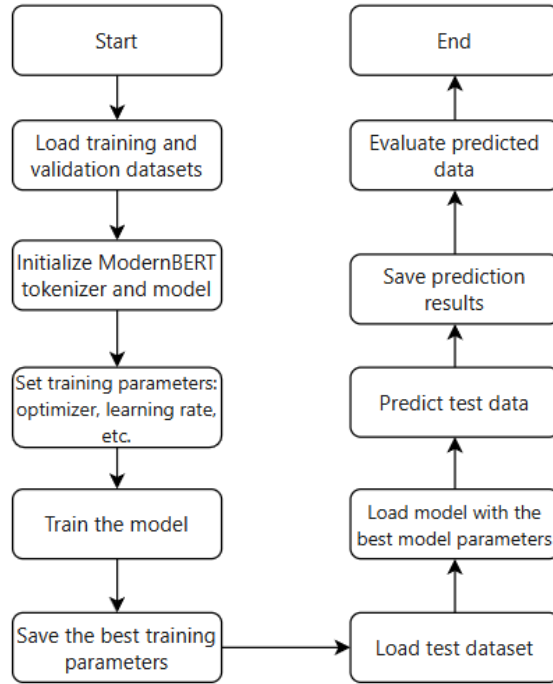 Start
Load training and
validation datasets
Initialize ModernBERT
tokenizer and model
Set training parameters:
optimizer, learning rate,
etc.
Train the model
Save the best training
parameters
Load test dataset
Load model with the
best model parameters
Predict test data
Save prediction
results
Evaluate predicted
data
End